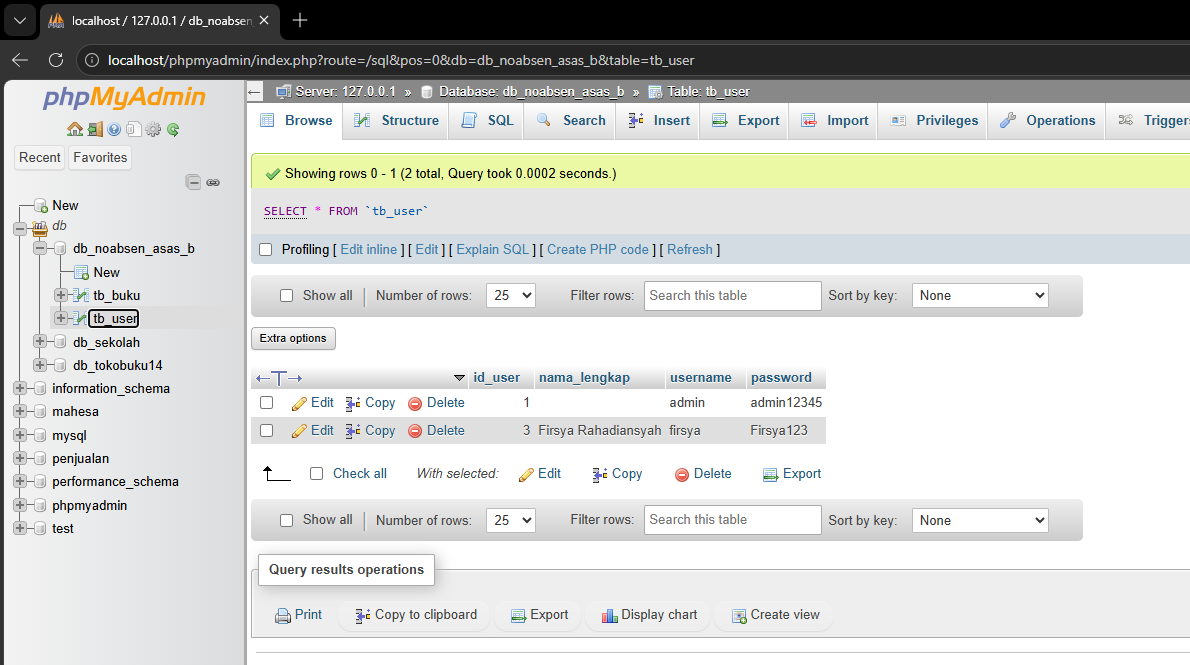 localhost / 127.0.0.1 / db_noabsen
localhost/phpmyadmin/index.php?route=/sql&pos=0&db=db_noabsen_asas_b&table=tb_user
phpMyAdmin
Recent Favorites
New
db
db_noabsen_asas_b
New
tb_buku
tb_user
db_sekolah
db_tokobuku14
information_schema
mahesa
mysql
penjualan
performance_schema
phpmyadmin
test
Server: 127.0.0.1 » Database: db_noabsen_asas_b » Table: tb_user
Browse Structure SQL Search Insert Export Import Privileges Operations Triggers
Showing rows 0 - 1 (2 total, Query took 0.0002 seconds.)
SELECT * FROM `tb_user`
Profiling [ Edit inline ] [ Edit ] [ Explain SQL ] [ Create PHP code ] [ Refresh ]
Show all | Number of rows: 25 Filter rows: Search this table Sort by key: None
Extra options
id_user nama_lengkap username password
Edit Copy Delete 1 admin admin12345
Edit Copy Delete 3 Firsya Rahadiansyah firsya Firsya123
Check all With selected: Edit Copy Delete Export
Show all | Number of rows: 25 Filter rows: Search this table Sort by key: None
Query results operations
Print Copy to clipboard Export Display chart Create view